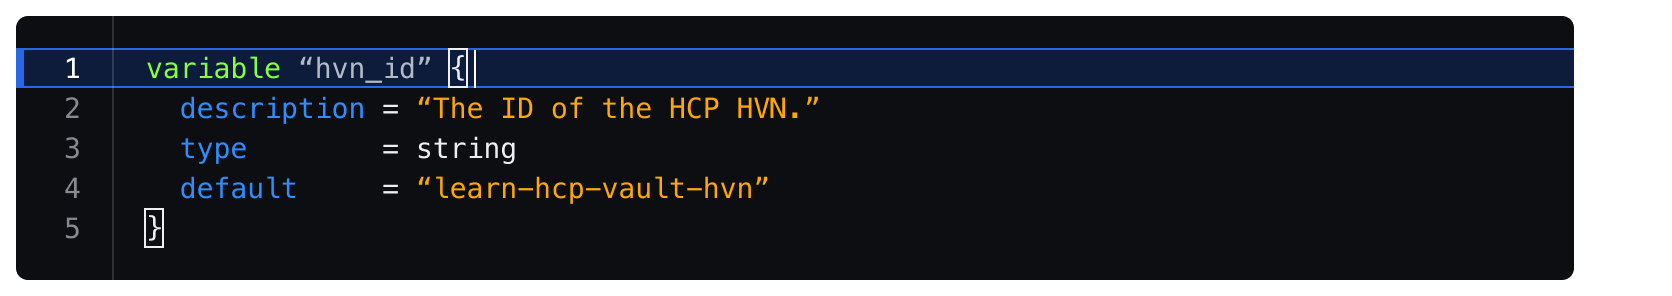 1 variable “hvn_id” {
2 description = “The ID of the HCP HVN.”
3 type = string
4 default = “learn-hcp-vault-hvn”
5 }